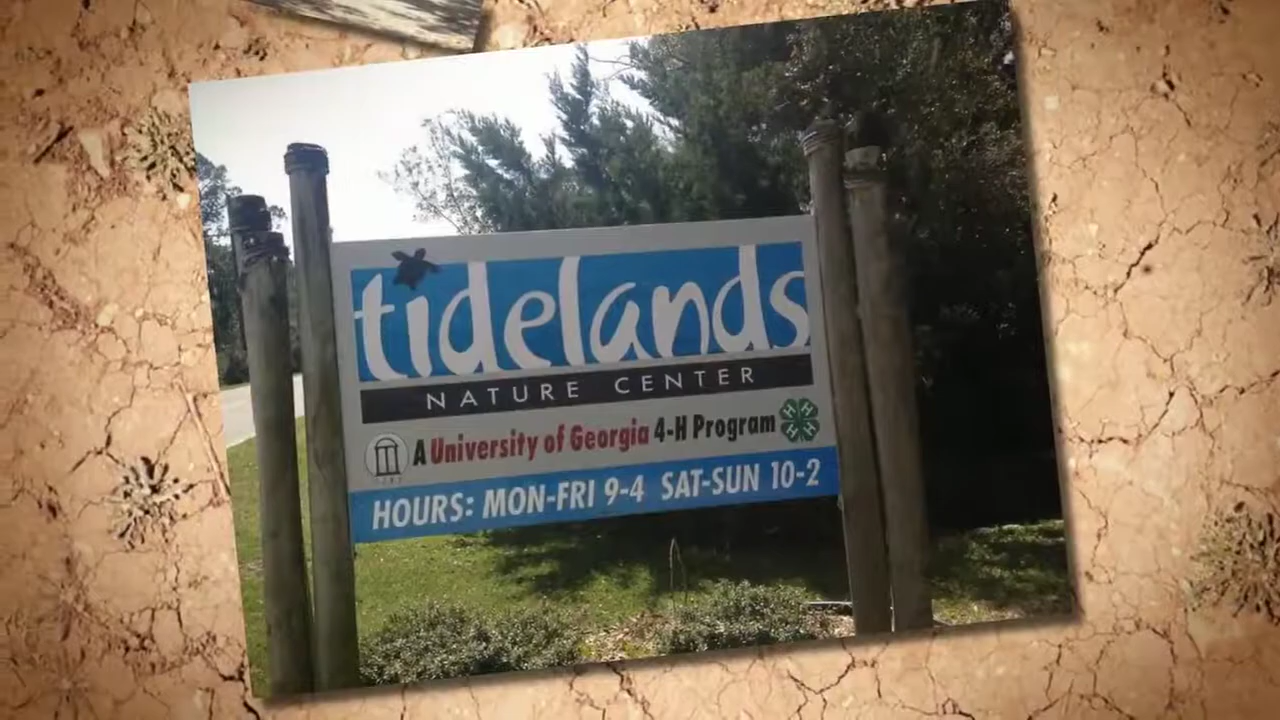 tidelands
NATURE CENTER
A University of Georgia 4-H Program
H H H H
HOURS: MON-FRI 9-4 SAT-SUN 10-2